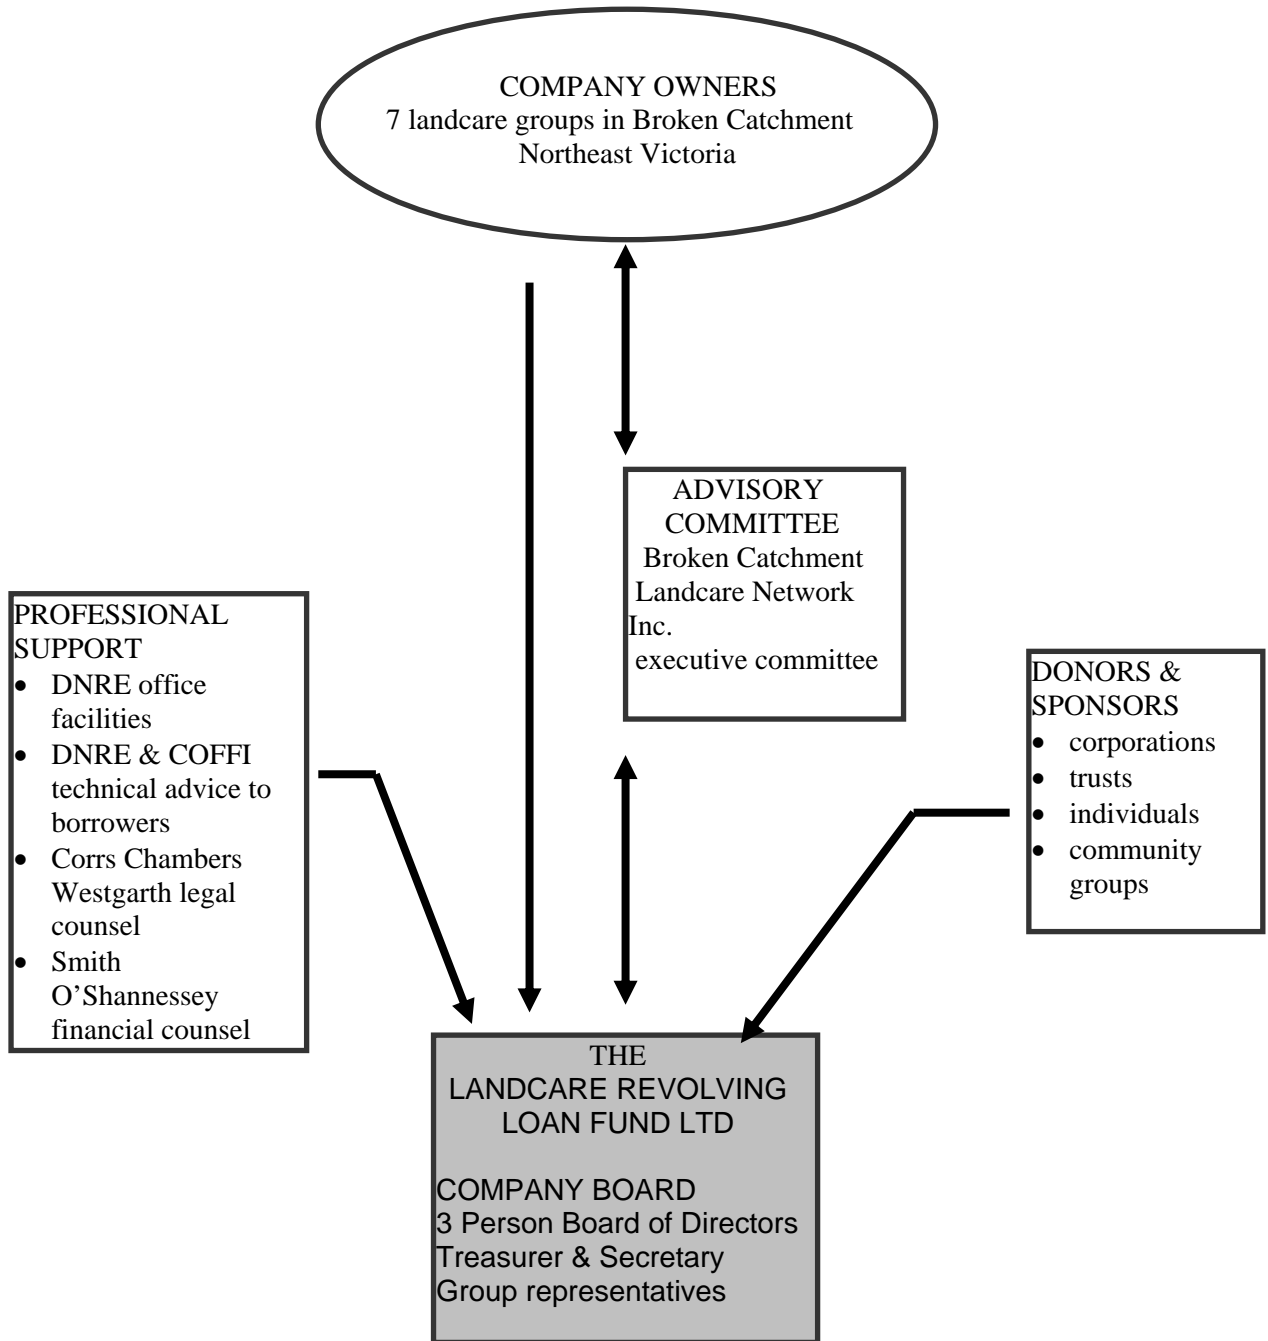 COMPANY OWNERS
7 landcare groups in Broken Catchment
Northeast Victoria
ADVISORY
COMMITTEE
Broken Catchment
Landcare Network
Inc.
executive committee
PROFESSIONAL
SUPPORT
• DNRE office
facilities
• DNRE & COFFI
technical advice to
borrowers
• Corrs Chambers
Westgarth legal
counsel
• Smith
O’Shannessey
financial counsel
DONORS &
SPONSORS
• corporations
• trusts
• individuals
• community
groups
THE
LANDCARE REVOLVING
LOAN FUND LTD
COMPANY BOARD
3 Person Board of Directors
Treasurer & Secretary
Group representatives